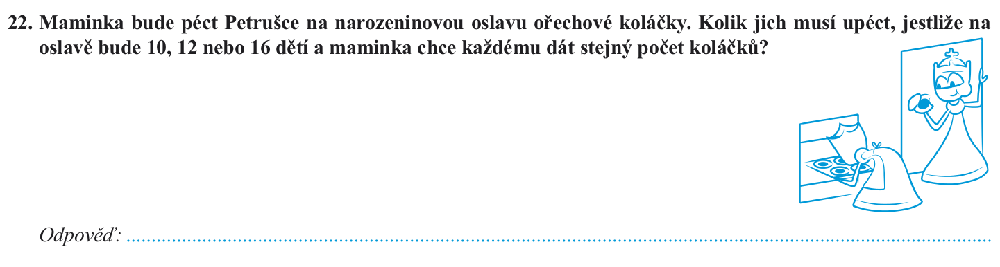 22. Maminka bude péct Petrušce na narozeninovou oslavu ořechové koláčky. Kolik jich musí upéct, jestliže na
oslavě bude 10, 12 nebo 16 dětí a maminka chce každému dát stejný počet koláčků?
Odpověď: ........................................................................................................................